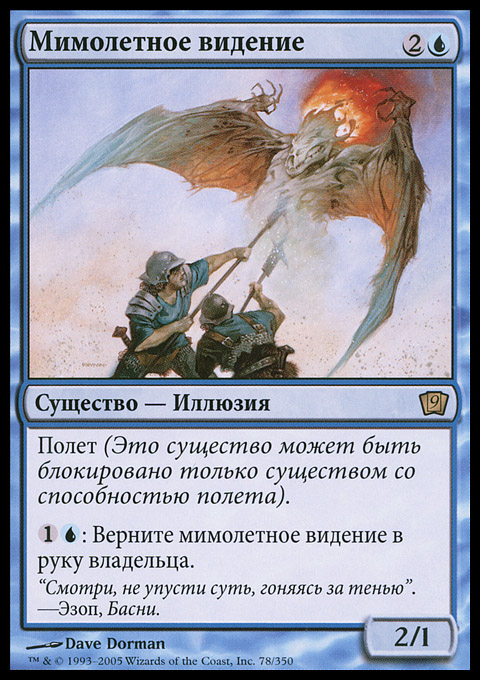 Мимолетное видение 2
Существо — Иллюзия 9
Полет (Это существо может быть
блокировано только существом со
способностью полета).
1 : Верните мимолетное видение в
руку владельца.
“Смотри, не упусти суть, гоняясь за тенью”.
—Эзоп, Басни.
Dave Dorman
2/1
™ & © 1993–2005 Wizards of the Coast, Inc. 78/350